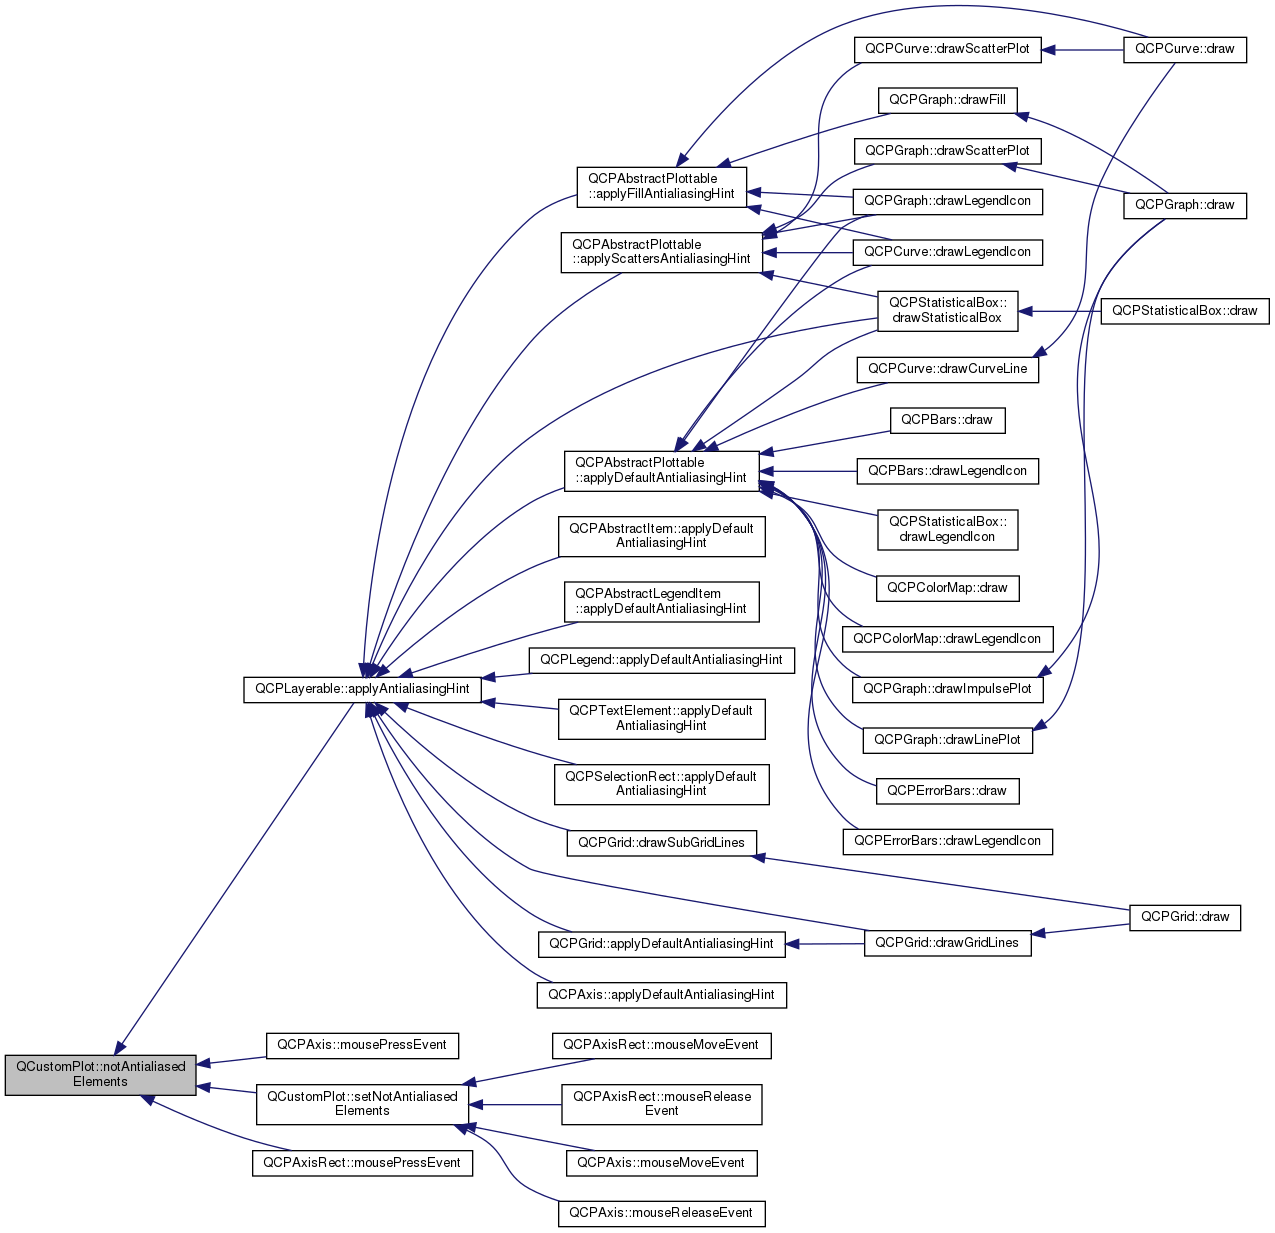 QCPCurve::drawScatterPlot
QCPCurve::draw
QCPGraph::drawFill
QCPGraph::drawScatterPlot
QCPAbstractPlottable
::applyFillAntialiasingHint
QCPGraph::drawLegendIcon
QCPGraph::draw
QCPAbstractPlottable
::applyScattersAntialiasingHint
QCPCurve::drawLegendIcon
QCPStatisticalBox::
drawStatisticalBox
QCPStatisticalBox::draw
QCPCurve::drawCurveLine
QCPBars::draw
QCPAbstractPlottable
::applyDefaultAntialiasingHint
QCPBars::drawLegendIcon
QCPStatisticalBox::
drawLegendIcon
QCPAbstractItem::applyDefault
AntialiasingHint
QCPColorMap::draw
QCPAbstractLegendItem
::applyDefaultAntialiasingHint
QCPColorMap::drawLegendIcon
QCPLegend::applyDefaultAntialiasingHint
QCPLayerable::applyAntialiasingHint
QCPGraph::drawImpulsePlot
QCPTextElement::applyDefault
AntialiasingHint
QCPGraph::drawLinePlot
QCPSelectionRect::applyDefault
AntialiasingHint
QCPErrorBars::draw
QCPGrid::drawSubGridLines
QCPErrorBars::drawLegendIcon
QCPGrid::draw
QCPGrid::applyDefaultAntialiasingHint
QCPGrid::drawGridLines
QCPAxis::applyDefaultAntialiasingHint
QCustomPlot::notAntialiased
Elements
QCPAxis::mousePressEvent
QCPAxisRect::mouseMoveEvent
QCustomPlot::setNotAntialiased
Elements
QCPAxisRect::mouseRelease
Event
QCPAxisRect::mousePressEvent
QCPAxis::mouseMoveEvent
QCPAxis::mouseReleaseEvent